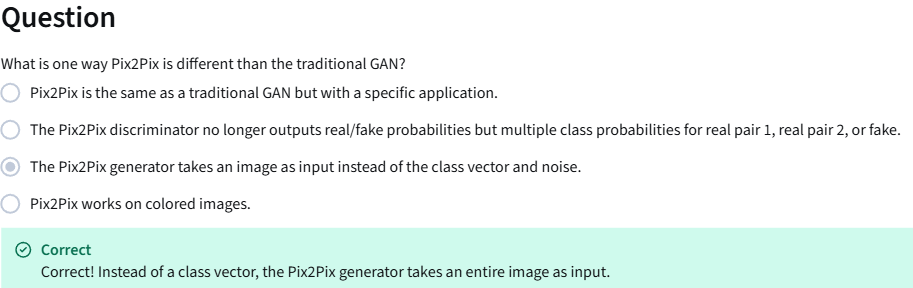 Question
What is one way Pix2Pix is different than the traditional GAN?
Pix2Pix is the same as a traditional GAN but with a specific application.
The Pix2Pix discriminator no longer outputs real/fake probabilities but multiple class probabilities for real pair 1, real pair 2, or fake.
The Pix2Pix generator takes an image as input instead of the class vector and noise.
Pix2Pix works on colored images.
Correct
Correct! Instead of a class vector, the Pix2Pix generator takes an entire image as input.